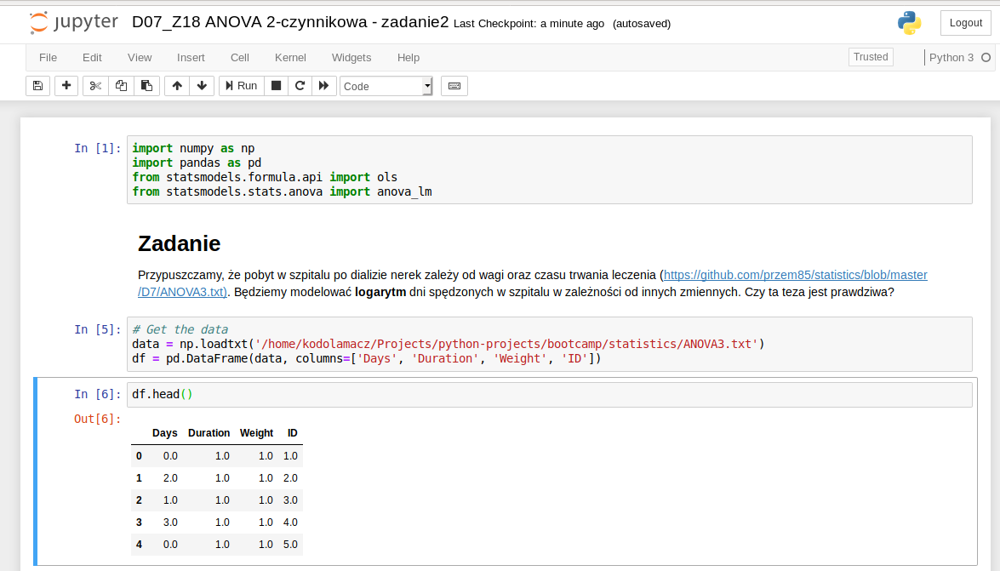 jupyter D07_Z18 ANOVA 2-czynnikowa - zadanie2 Last Checkpoint: a minute ago (autosaved) Logout
File Edit View Insert Cell Kernel Widgets Help Trusted Python 3
Run Code
In [1]: import numpy as np
import pandas as pd
from statsmodels.formula.api import ols
from statsmodels.stats.anova import anova_lm
Zadanie
Przypuszczamy, że pobyt w szpitalu po dializie nerek zależy od wagi oraz czasu trwania leczenia (https://github.com/przem85/statistics/blob/master
/D7/ANOVA3.txt). Będziemy modelować logarytm dni spędzonych w szpitalu w zależności od innych zmiennych. Czy ta teza jest prawdziwa?
In [5]: # Get the data
data = np.loadtxt('/home/kodolamacz/Projects/python-projects/bootcamp/statistics/ANOVA3.txt')
df = pd.DataFrame(data, columns=['Days', 'Duration', 'Weight', 'ID'])
In [6]: df.head()
Out[6]:
Days Duration Weight ID
0 0.0 1.0 1.0 1.0
1 2.0 1.0 1.0 2.0
2 1.0 1.0 1.0 3.0
3 3.0 1.0 1.0 4.0
4 0.0 1.0 1.0 5.0